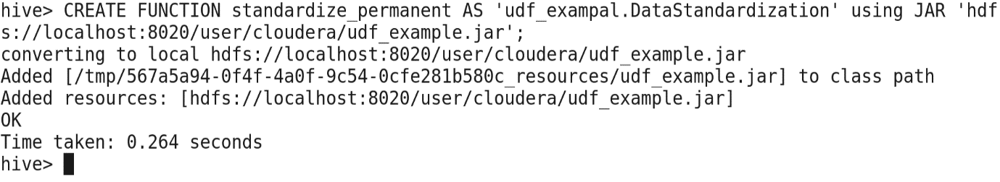 hive> CREATE FUNCTION standardize_permanent AS 'udf_exampal.DataStandardization' using JAR 'hdf
s://localhost:8020/user/cloudera/udf_example.jar';
converting to local hdfs://localhost:8020/user/cloudera/udf_example.jar
Added [/tmp/567a5a94-0f4f-4a0f-9c54-0cfe281b580c_resources/udf_example.jar] to class path
Added resources: [hdfs://localhost:8020/user/cloudera/udf_example.jar]
OK
Time taken: 0.264 seconds
hive>